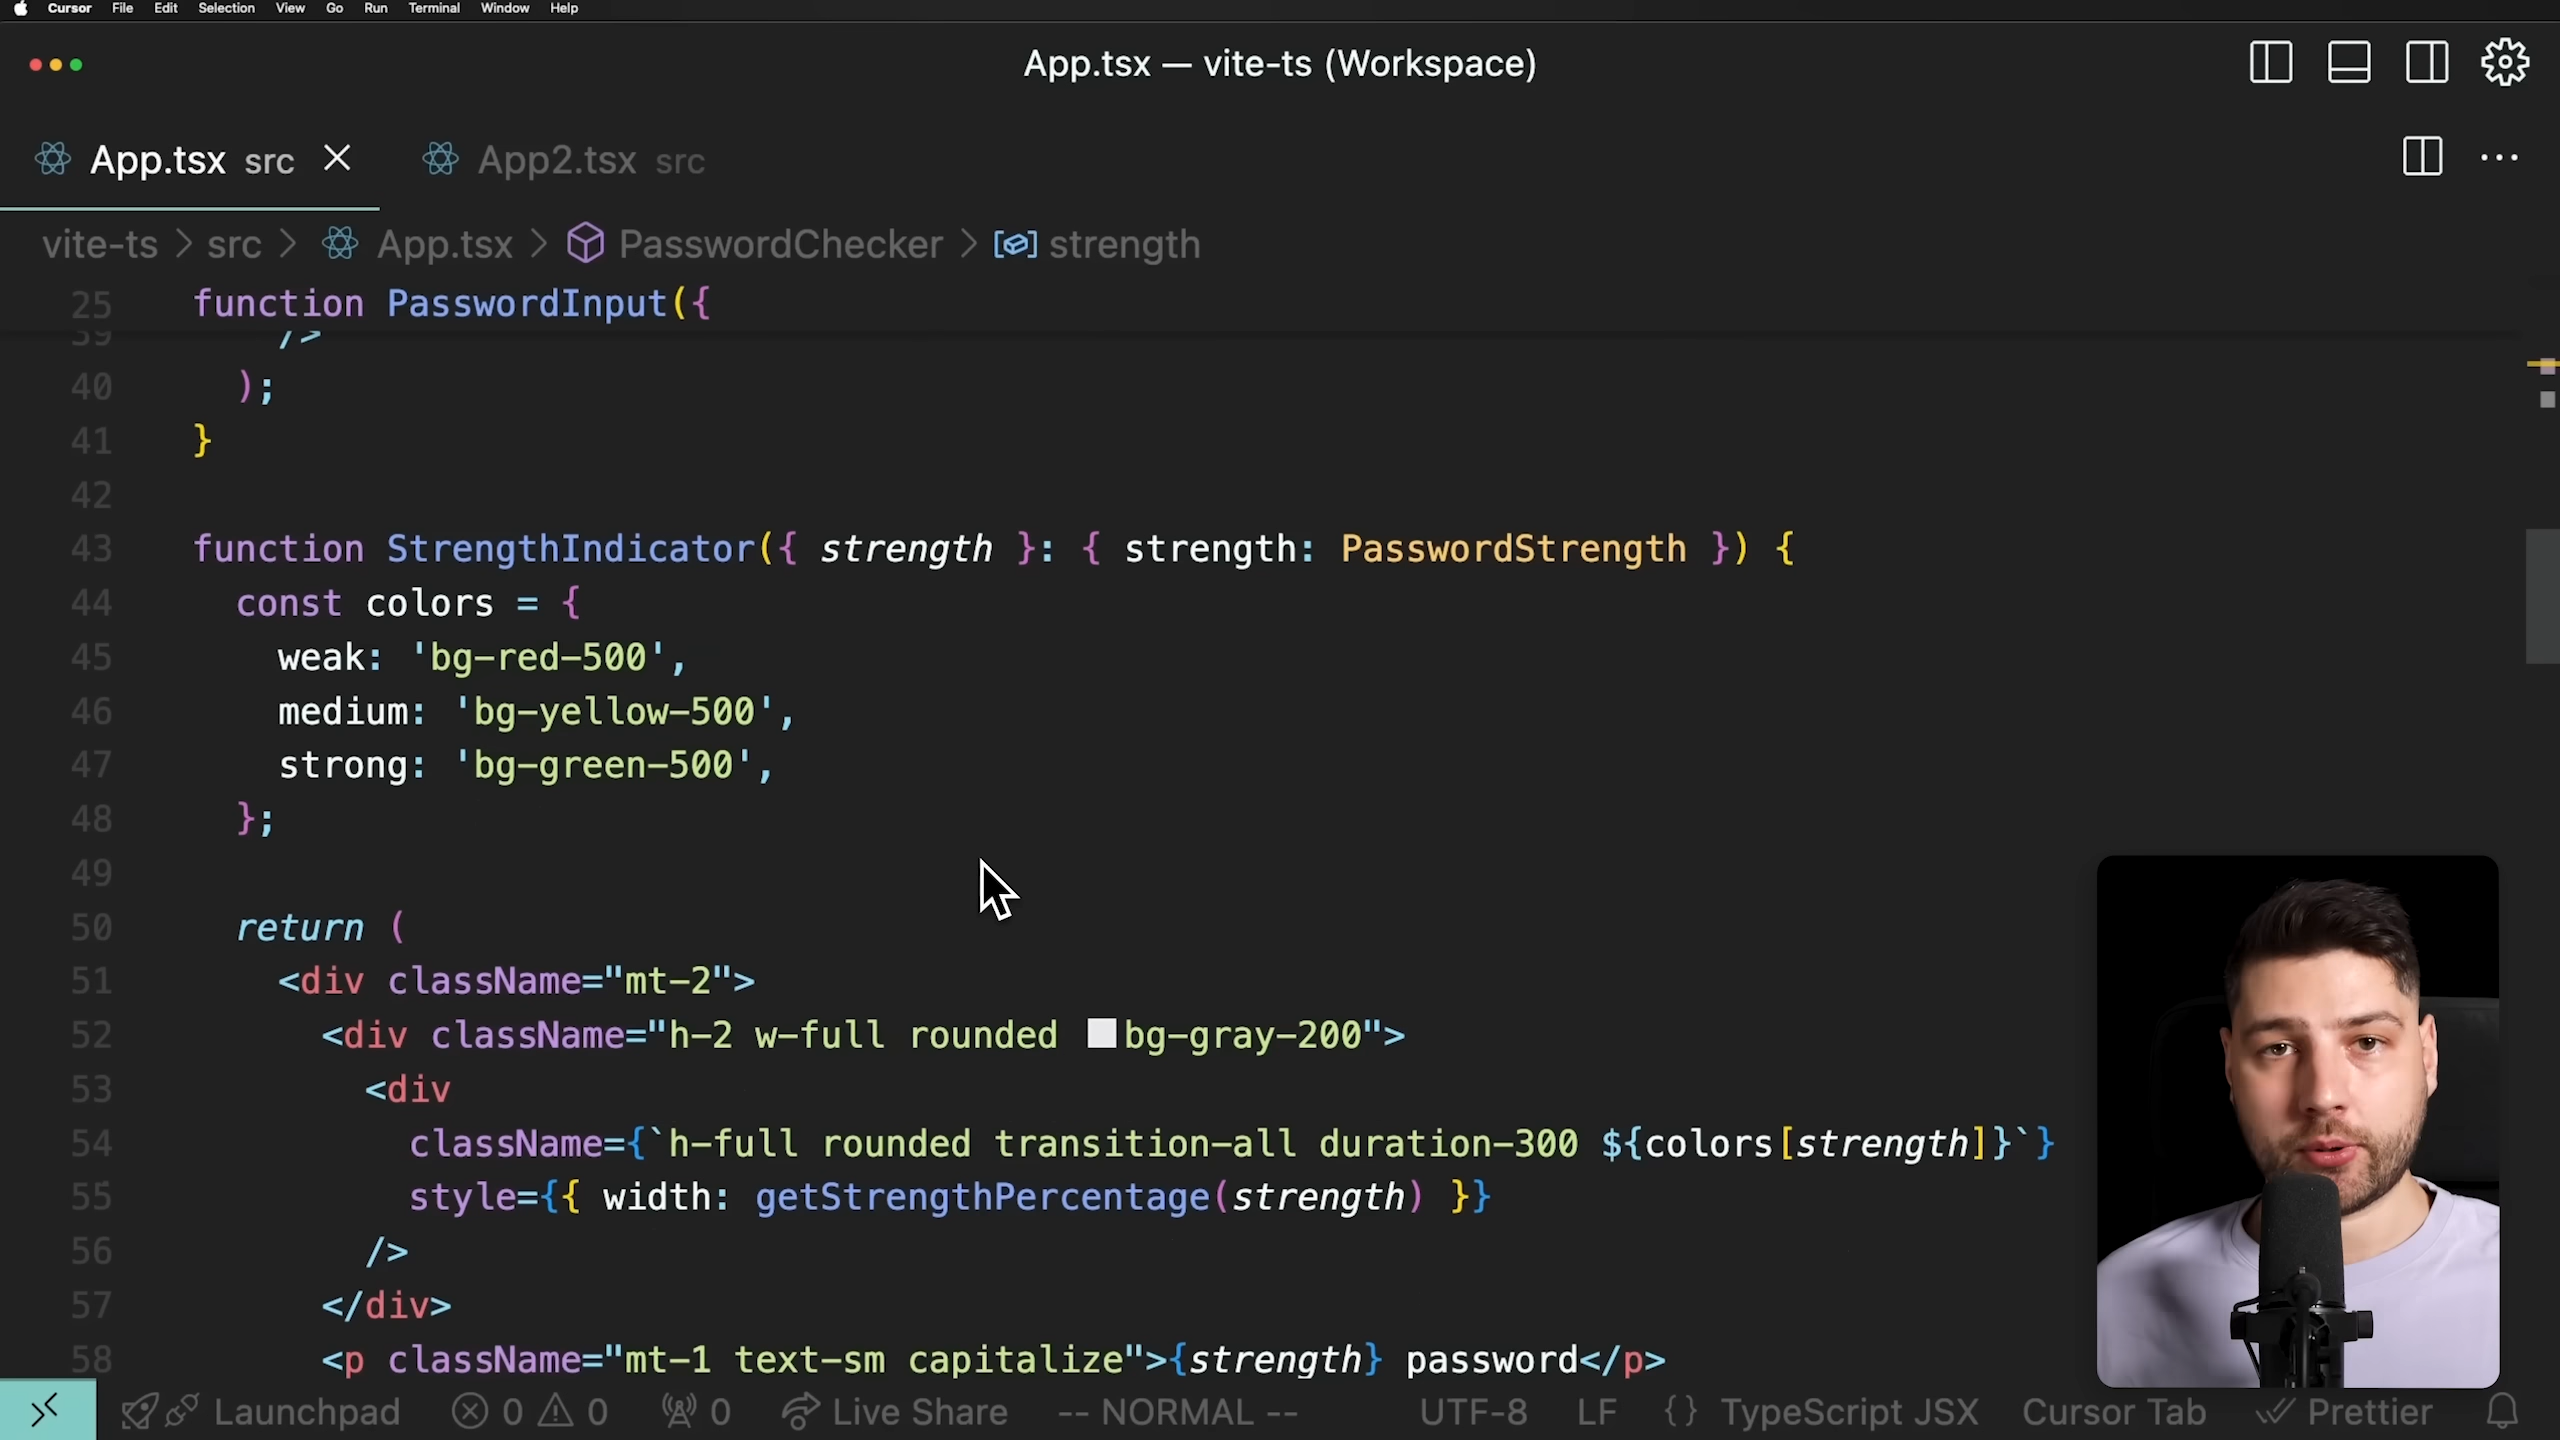 Cursor File Edit Selection View Go Run Terminal Window Help
App.tsx — vite-ts (Workspace)
App.tsx src App2.tsx src
vite-ts > src > App.tsx > PasswordChecker > strength
25 function PasswordInput({
39 />
40 );
41 }
42
43 function StrengthIndicator({ strength }: { strength: PasswordStrength }) {
44 const colors = {
45 weak: 'bg-red-500',
46 medium: 'bg-yellow-500',
47 strong: 'bg-green-500',
48 };
49
50 return (
51 <div className="mt-2">
52 <div className="h-2 w-full rounded bg-gray-200">
53 <div
54 className={`h-full rounded transition-all duration-300 ${colors[strength]}`}
55 style={{ width: getStrengthPercentage(strength) }}
56 />
57 </div>
58 <p className="mt-1 text-sm capitalize">{strength} password</p>
Launchpad 0 0 0 Live Share -- NORMAL -- UTF-8 LF {} TypeScript JSX Cursor Tab Prettier